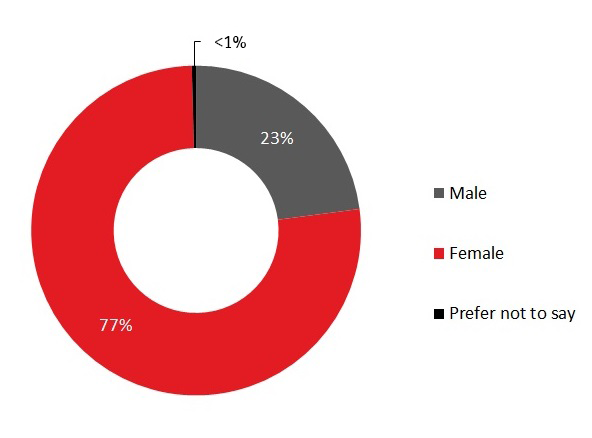 <1%
23%
77%
Male
Female
Prefer not to say